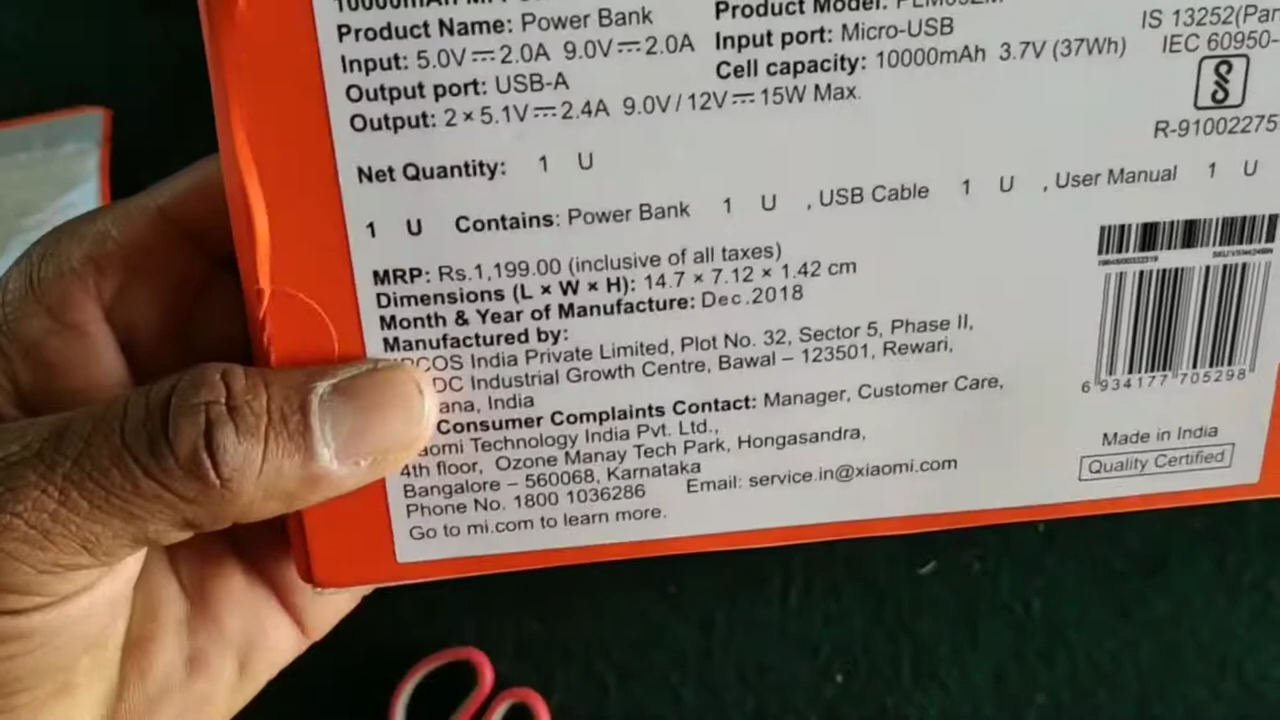 Product Name: Power Bank
Input: 5.0V⎓2.0A 9.0V⎓2.0A
Output port: USB-A
Output: 2 × 5.1V⎓2.4A 9.0V / 12V⎓15W Max.
Product Model:
Input port: Micro-USB
Cell capacity: 10000mAh 3.7V (37Wh)
IS 13252(Par
IEC 60950-
R-91002275
Net Quantity: 1 U
1 U Contains: Power Bank 1 U , USB Cable 1 U , User Manual 1 U
MRP: Rs.1,199.00 (inclusive of all taxes)
Dimensions (L × W × H): 14.7 × 7.12 × 1.42 cm
Month & Year of Manufacture: Dec.2018
Manufactured by:
COS India Private Limited, Plot No. 32, Sector 5, Phase II,
DC Industrial Growth Centre, Bawal – 123501, Rewari,
ana, India
Consumer Complaints Contact: Manager, Customer Care,
aomi Technology India Pvt. Ltd.,
4th floor, Ozone Manay Tech Park, Hongasandra,
Bangalore – 560068, Karnataka
Phone No. 1800 1036286 Email: service.in@xiaomi.com
Go to mi.com to learn more.
6 934177 705298
Made in India
Quality Certified